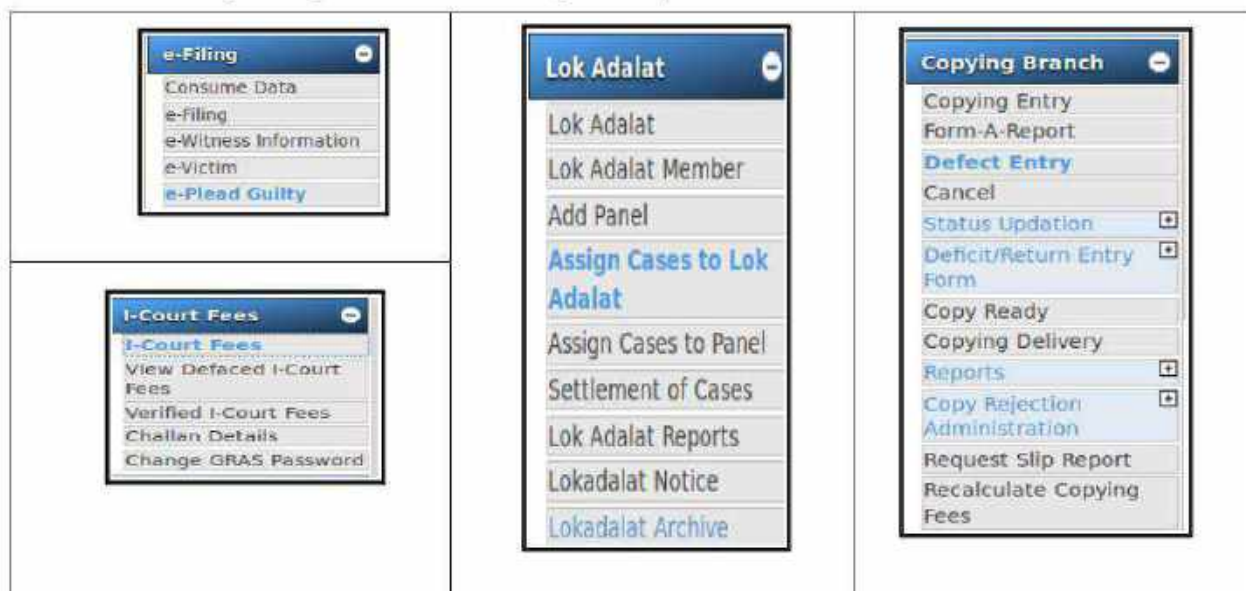 e-Filing
Consume Data
e-filing
e-Witness Information
e-Victim
e-Plead Guilty
I-Court Fees
I-Court Fees
View Defaced I-Court
Fees
Verified I-Court Fees
Challan Details
Change GRAS Password
Lok Adalat
Lok Adalat
Lok Adalat Member
Add Panel
Assign Cases to Lok
Adalat
Assign Cases to Panel
Settlement of Cases
Lok Adalat Reports
Lokadalat Notice
Lokadalat Archive
Copying Branch
Copying Entry
Form-A-Report
Defect Entry
Cancel
Status Updation
Deficit/Return Entry
Form
Copy Ready
Copying Delivery
Reports
Copy Rejection
Administration
Request Slip Report
Recalculate Copying
Fees